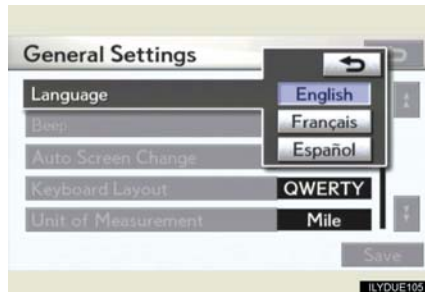 General Settings
Language
English
Beep
Français
Auto Screen Change
Español
Keyboard Layout
QWERTY
Unit of Measurement
Mile
Save
ILYDUE105